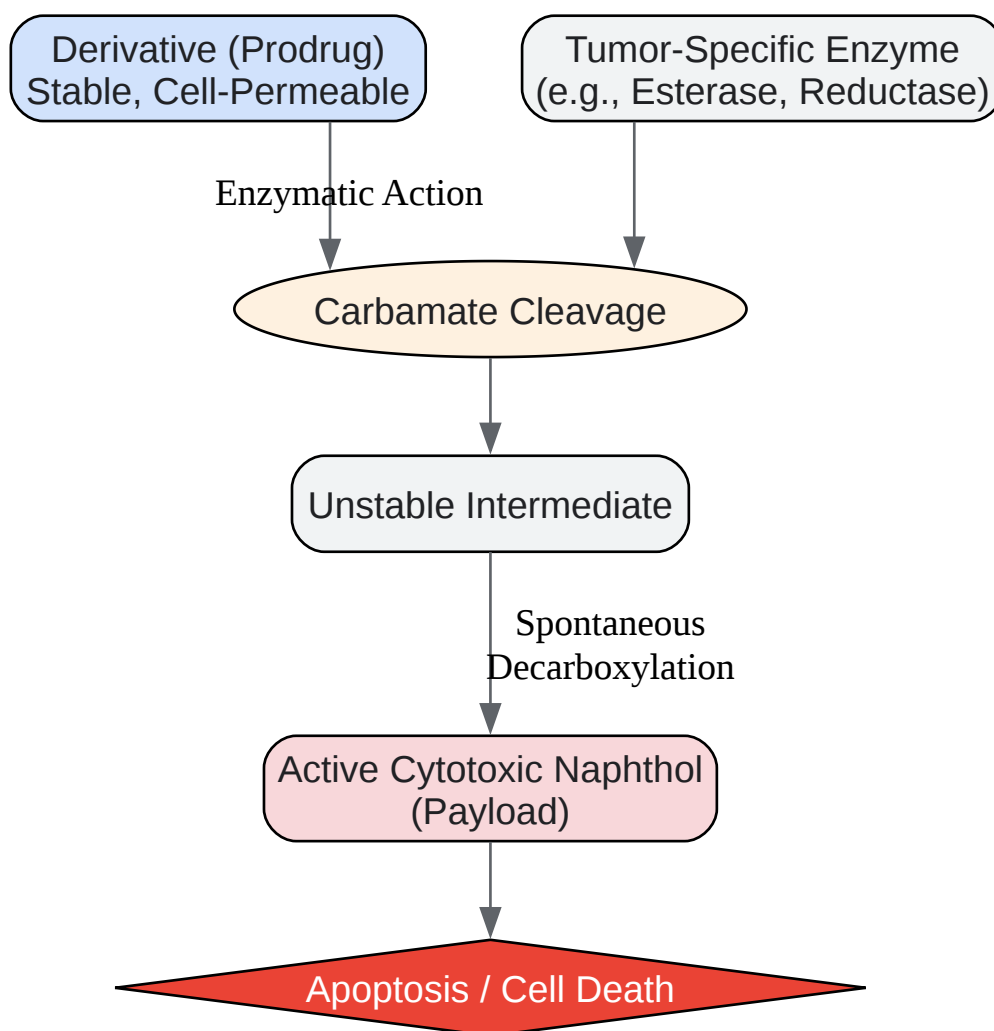 Derivative (Prodrug)
Stable, Cell-Permeable
Tumor-Specific Enzyme
(e.g., Esterase, Reductase)
Enzymatic Action
Carbamate Cleavage
Unstable Intermediate
Spontaneous
Decarboxylation
Active Cytotoxic Naphthol
(Payload)
Apoptosis / Cell Death